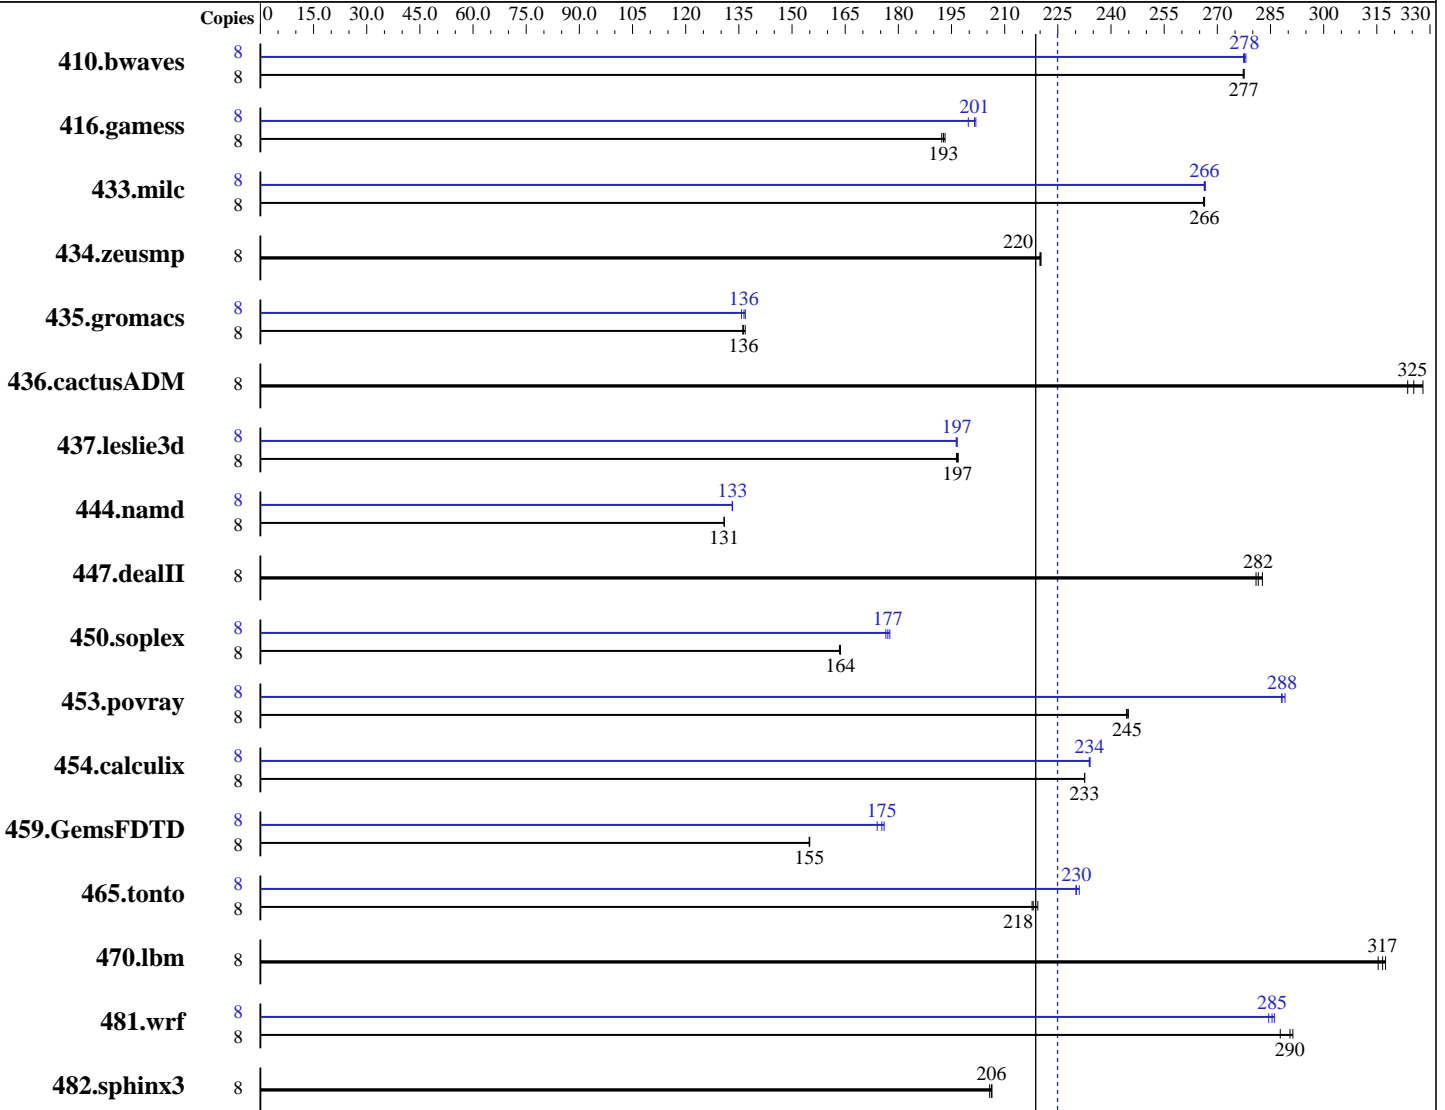 Copies 0 15.0 30.0 45.0 60.0 75.0 90.0 105 120 135 150 165 180 195 210 225 240 255 270 285 300 315 330
410.bwaves 8 278
8 277
416.gamess 8 201
8 193
433.milc 8 266
8 266
434.zeusmp 8 220
435.gromacs 8 136
8 136
436.cactusADM 8 325
437.leslie3d 8 197
8 197
444.namd 8 133
8 131
447.dealII 8 282
450.soplex 8 177
8 164
453.povray 8 288
8 245
454.calculix 8 234
8 233
459.GemsFDTD 8 175
8 155
465.tonto 8 230
8 218
470.lbm 8 317
481.wrf 8 285
8 290
482.sphinx3 8 206